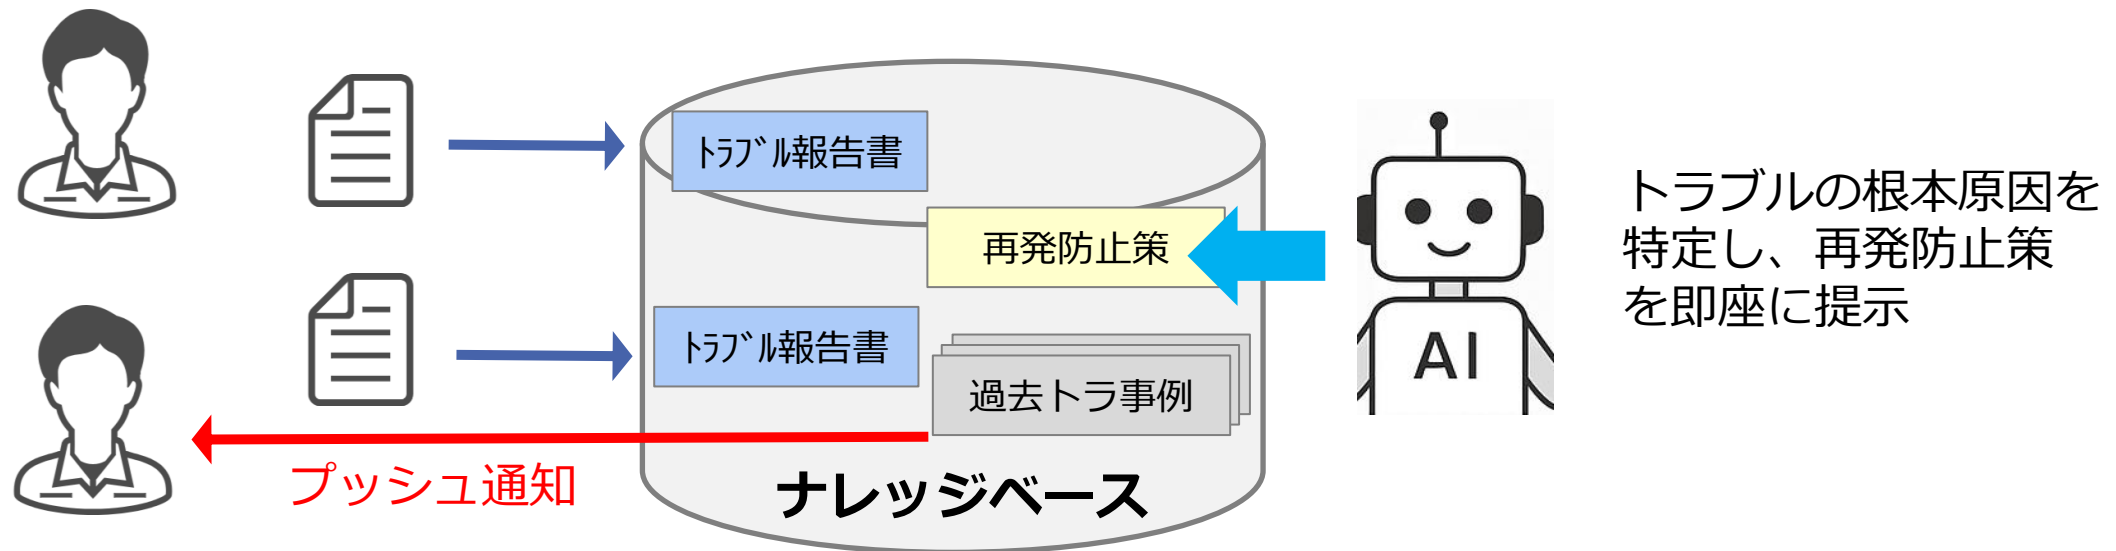 ﾄﾗﾌﾞﾙ報告書
再発防止策
ﾄﾗﾌﾞﾙ報告書
過去トラ事例
プッシュ通知
ナレッジベース
AI
トラブルの根本原因を
特定し、再発防止策
を即座に提示